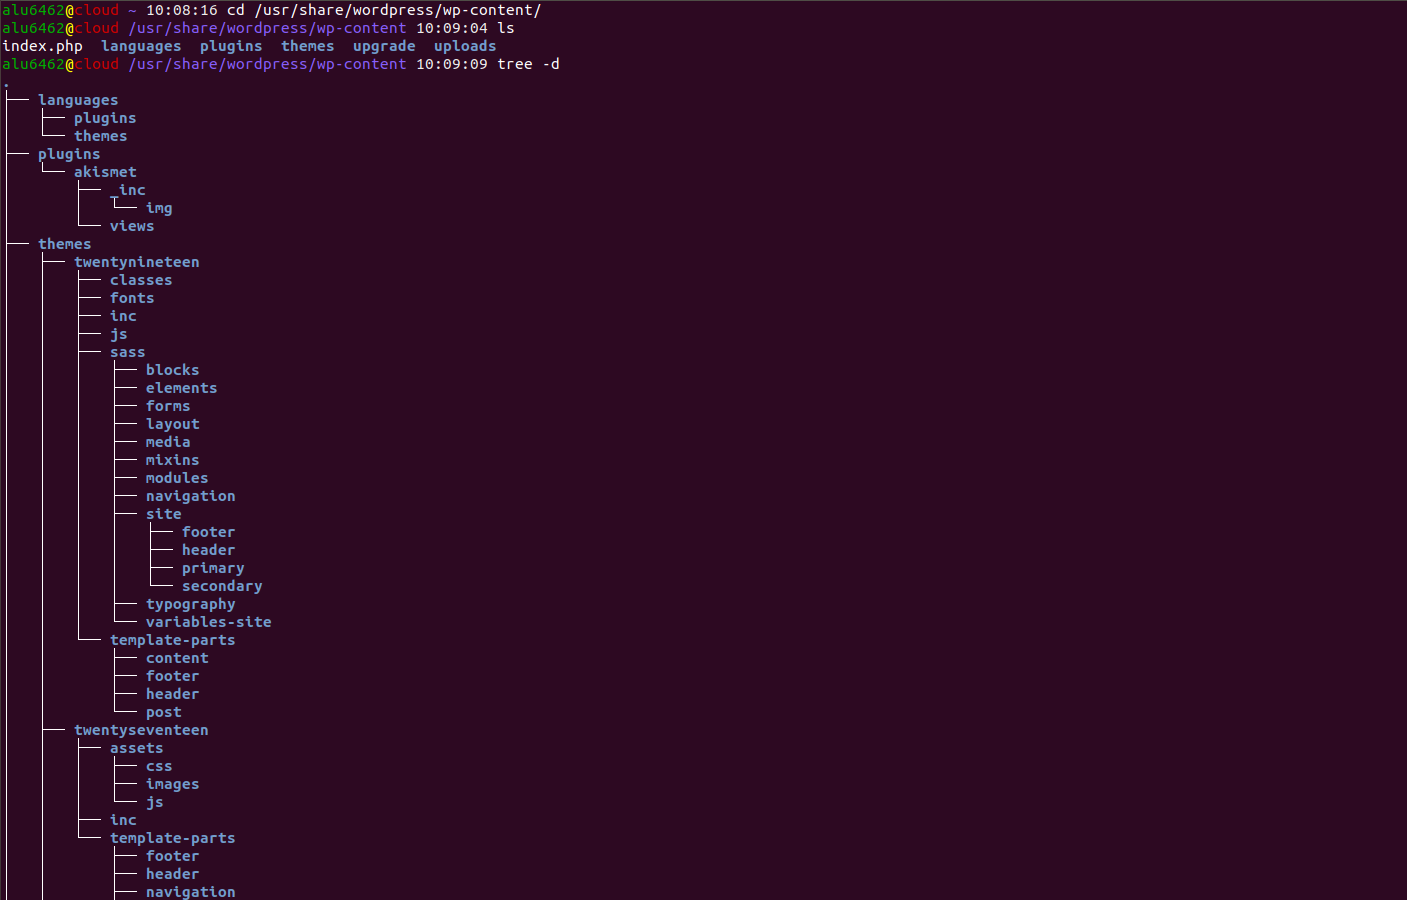 alu6462@cloud ~ 10:08:16 cd /usr/share/wordpress/wp-content/
alu6462@cloud /usr/share/wordpress/wp-content 10:09:04 ls
index.php  languages  plugins  themes  upgrade  uploads
alu6462@cloud /usr/share/wordpress/wp-content 10:09:09 tree -d
.
├── languages
│   ├── plugins
│   └── themes
├── plugins
│   └── akismet
│       ├── _inc
│       │   └── img
│       └── views
├── themes
│   ├── twentynineteen
│   │   ├── classes
│   │   ├── fonts
│   │   ├── inc
│   │   ├── js
│   │   ├── sass
│   │   │   ├── blocks
│   │   │   ├── elements
│   │   │   ├── forms
│   │   │   ├── layout
│   │   │   ├── media
│   │   │   ├── mixins
│   │   │   ├── modules
│   │   │   ├── navigation
│   │   │   ├── site
│   │   │   │   ├── footer
│   │   │   │   ├── header
│   │   │   │   ├── primary
│   │   │   │   └── secondary
│   │   │   ├── typography
│   │   │   └── variables-site
│   │   └── template-parts
│   │       ├── content
│   │       ├── footer
│   │       ├── header
│   │       └── post
│   ├── twentyseventeen
│   │   ├── assets
│   │   │   ├── css
│   │   │   ├── images
│   │   │   └── js
│   │   ├── inc
│   │   └── template-parts
│   │       ├── footer
│   │       ├── header
│   │       ├── navigation